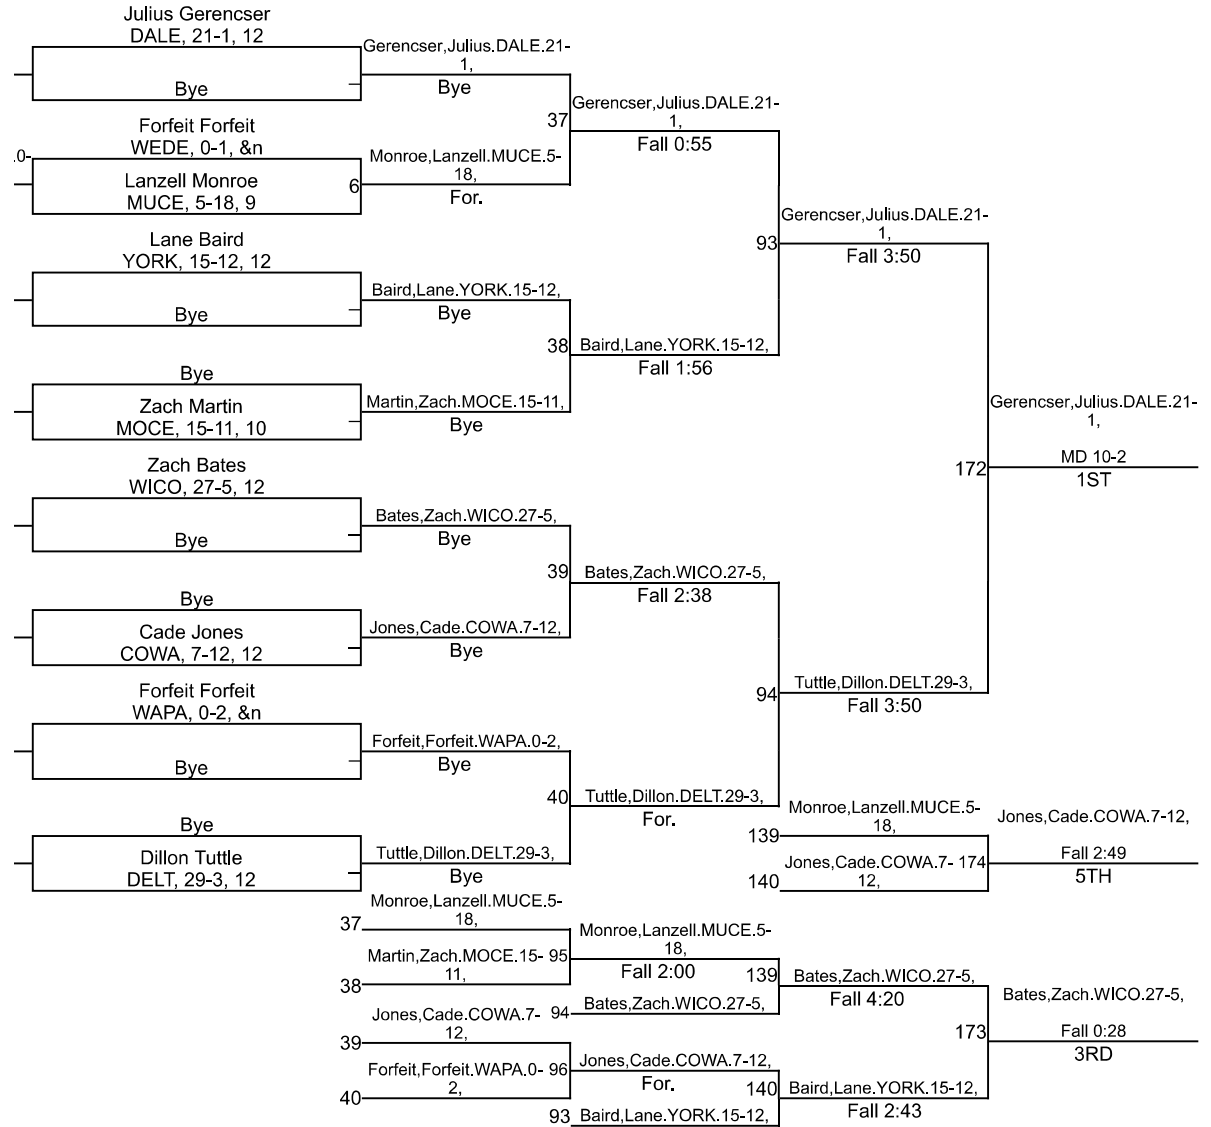 Julius Gerencser
DALE, 21-1, 12
Bye
Forfeit Forfeit
WEDE, 0-1, &n
.0-
Lanzell Monroe
MUCE, 5-18, 9
6
Lane Baird
YORK, 15-12, 12
Bye
Bye
Zach Martin
MOCE, 15-11, 10
Zach Bates
WICO, 27-5, 12
Bye
Bye
Cade Jones
COWA, 7-12, 12
Forfeit Forfeit
WAPA, 0-2, &n
Bye
Bye
Dillon Tuttle
DELT, 29-3, 12
Gerencser,Julius.DALE.21-
1,
Bye
37
Monroe,Lanzell.MUCE.5-
18,
For.
Baird,Lane.YORK.15-12,
Bye
38
Martin,Zach.MOCE.15-11,
Bye
Bates,Zach.WICO.27-5,
Bye
39
Jones,Cade.COWA.7-12,
Bye
Forfeit,Forfeit.WAPA.0-2,
Bye
40
Tuttle,Dillon.DELT.29-3,
Bye
Gerencser,Julius.DALE.21-
1,
Fall 0:55
93
Baird,Lane.YORK.15-12,
Fall 1:56
Bates,Zach.WICO.27-5,
Fall 2:38
94
Tuttle,Dillon.DELT.29-3,
For.
Gerencser,Julius.DALE.21-
1,
Fall 3:50
172
Tuttle,Dillon.DELT.29-3,
Fall 3:50
Gerencser,Julius.DALE.21-
1,
MD 10-2
1ST
139
Monroe,Lanzell.MUCE.5-
18,
140
Jones,Cade.COWA.7-
12,
174
Jones,Cade.COWA.7-12,
Fall 2:49
5TH
37
Monroe,Lanzell.MUCE.5-
18,
38
Martin,Zach.MOCE.15-
11,
95
39
Jones,Cade.COWA.7-
12,
40
Forfeit,Forfeit.WAPA.0-
2,
96
Monroe,Lanzell.MUCE.5-
18,
Fall 2:00
139
94
Bates,Zach.WICO.27-5,
Jones,Cade.COWA.7-12,
For.
140
93
Baird,Lane.YORK.15-12,
Bates,Zach.WICO.27-5,
Fall 4:20
173
Baird,Lane.YORK.15-12,
Fall 2:43
Bates,Zach.WICO.27-5,
Fall 0:28
3RD